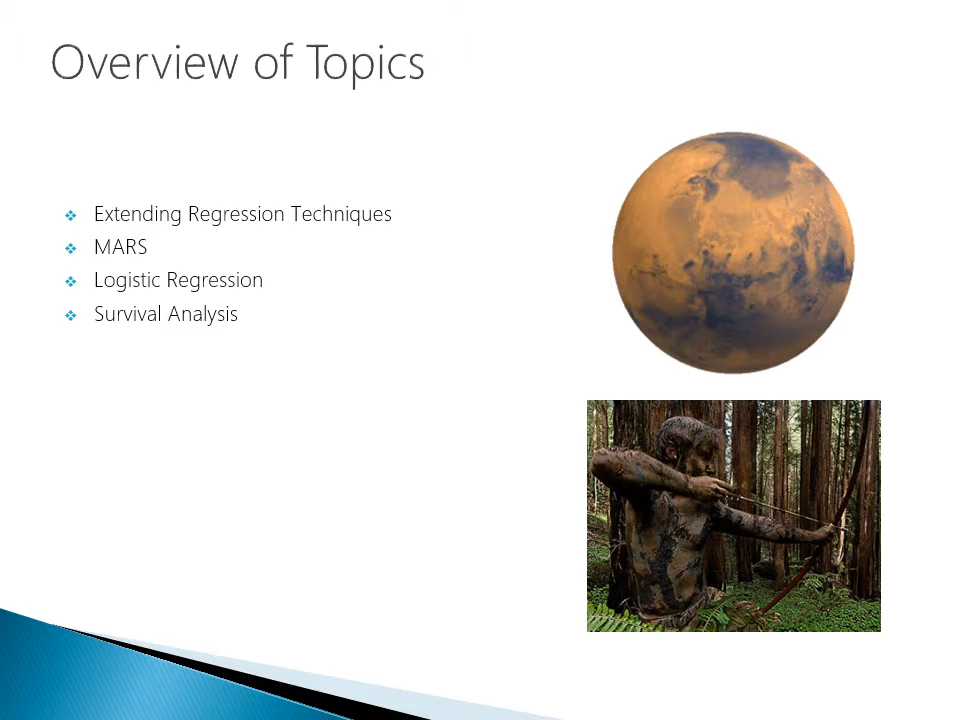 Overview of Topics
Extending Regression Techniques
MARS
Logistic Regression
Survival Analysis